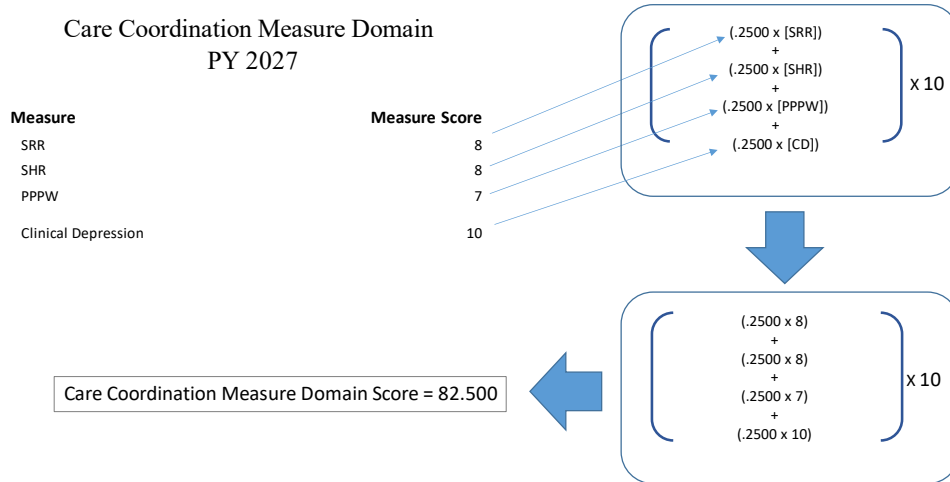 Care Coordination Measure Domain
PY 2027
Measure Measure Score
SRR 8
SHR 8
PPPW 7
Clinical Depression 10
(.2500 x [SRR])
+
(.2500 x [SHR])
+
(.2500 x [PPPW])
+
(.2500 x [CD])
x 10
(.2500 x 8)
+
(.2500 x 8)
+
(.2500 x 7)
+
(.2500 x 10)
x 10
Care Coordination Measure Domain Score = 82.500